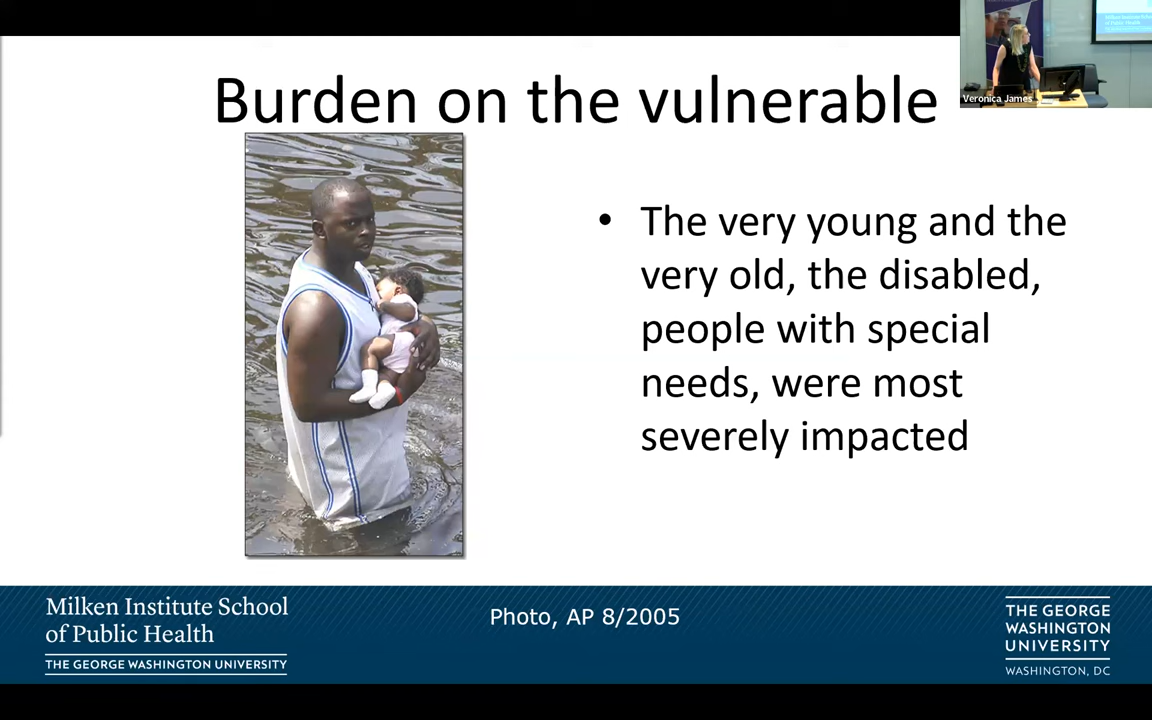 Burden on the vulnerable
Veronica James
• The very young and the
very old, the disabled,
people with special
needs, were most
severely impacted
Milken Institute School
of Public Health
THE GEORGE WASHINGTON UNIVERSITY
Photo, AP 8/2005
THE GEORGE
WASHINGTON
UNIVERSITY
WASHINGTON, DC